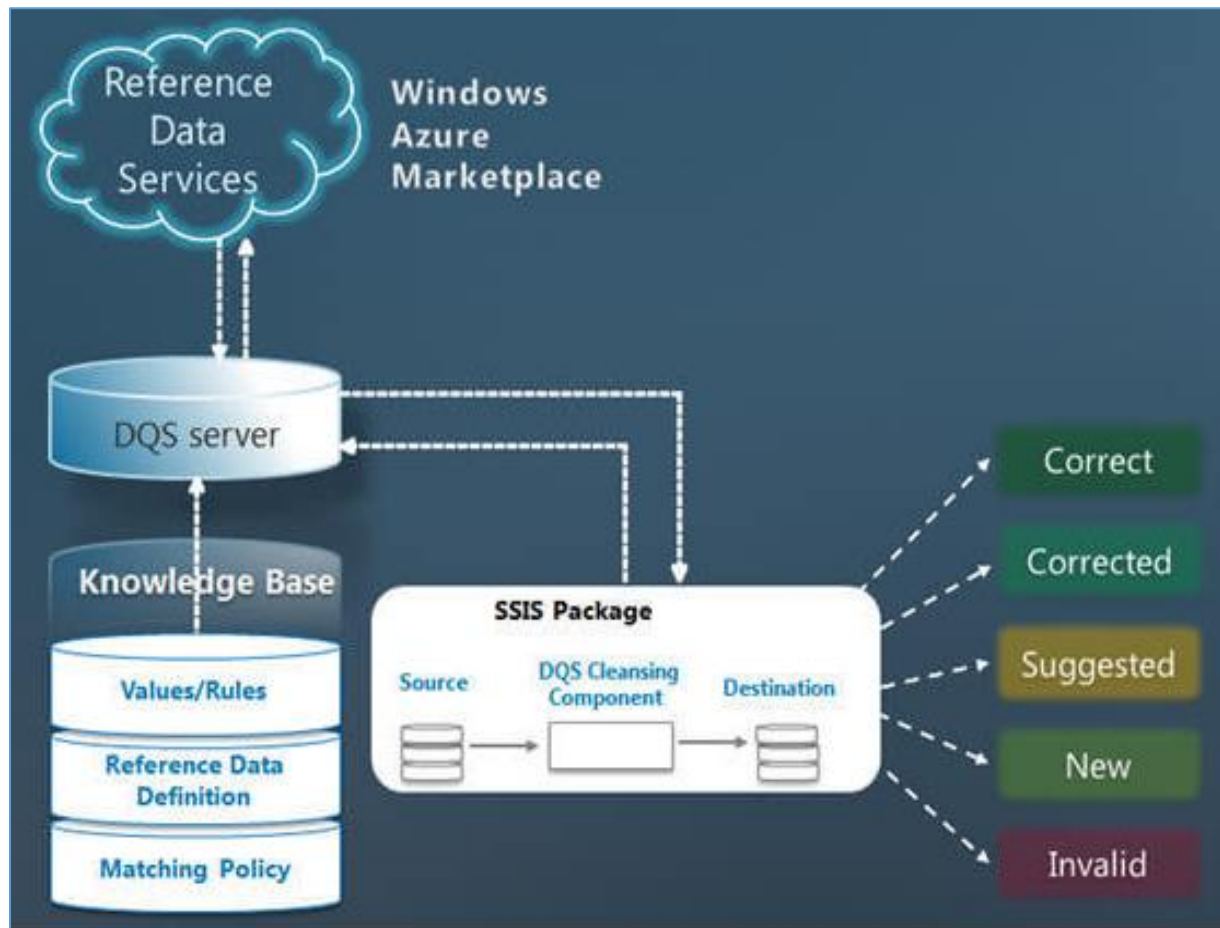 Reference
Data
Services
Windows
Azure
Marketplace
DQS server
Knowledge Base
Values/Rules
Reference Data
Definition
Matching Policy
SSIS Package
Source
DQS Cleansing
Component
Destination
Correct
Corrected
Suggested
New
Invalid